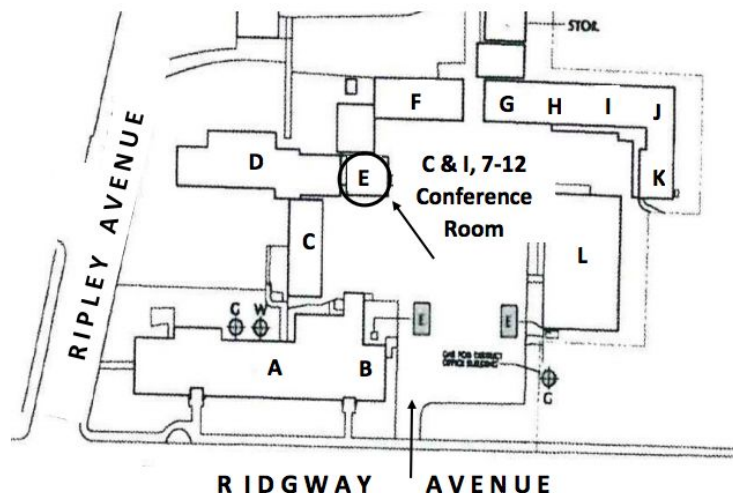 STOR.
F
G H I J
D
E
C & I, 7-12
Conference
Room
K
C
L
RIPLEY AVENUE
G W
E
E
GAS FOR DISTRICT
OFFICE BUILDING
A
B
G
RIDGWAY AVENUE